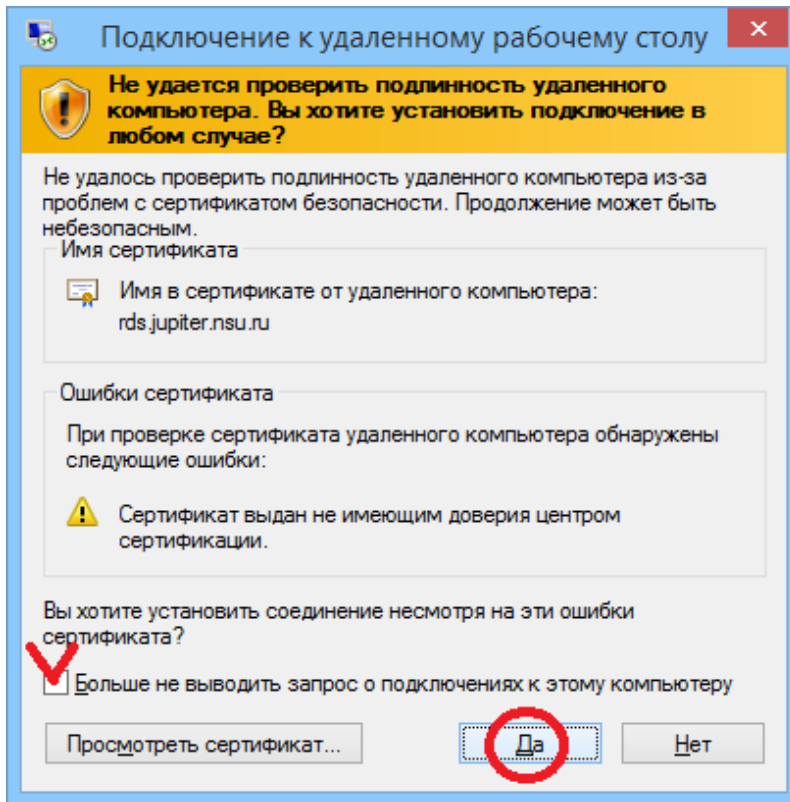 Подключение к удаленному рабочему столу
Не удается проверить подлинность удаленного
компьютера. Вы хотите установить подключение в
любом случае?
Не удалось проверить подлинность удаленного компьютера из-за
проблем с сертификатом безопасности. Продолжение может быть
небезопасным.
Имя сертификата
Имя в сертификате от удаленного компьютера:
rds.jupiter.nsu.ru
Ошибки сертификата
При проверке сертификата удаленного компьютера обнаружены
следующие ошибки:
Сертификат выдан не имеющим доверия центром
сертификации.
Вы хотите установить соединение несмотря на эти ошибки
сертификата?
Больше не выводить запрос о подключениях к этому компьютеру
Просмотреть сертификат... Да Нет